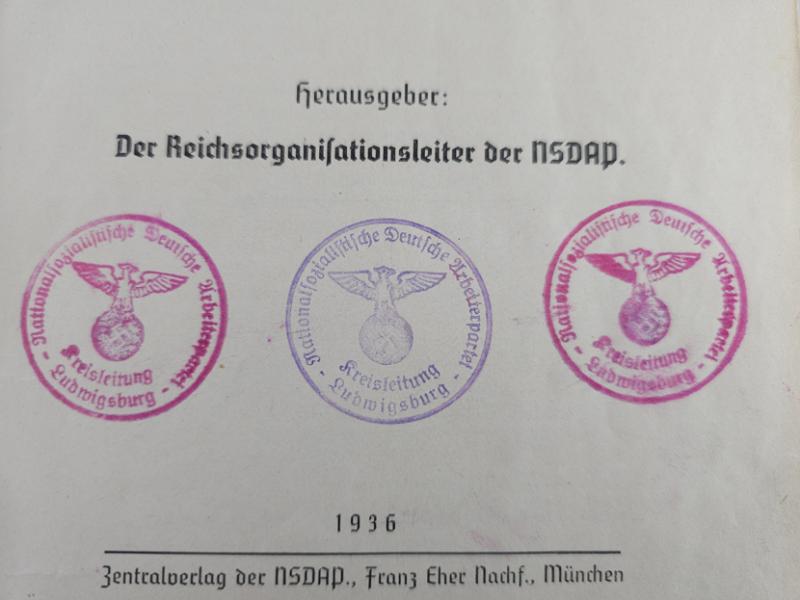 Herausgeber:
Der Reichsorganiſationsleiter der NSDAP.
Nationalſozialiſtiſche Deutſche Arbeiterpartei
Kreisleitung
- Ludwigsburg -
Nationalſozialiſtiſche Deutſche Arbeiterpartei
Kreisleitung
- Ludwigsburg -
Nationalſozialiſtiſche Deutſche Arbeiterpartei
Kreisleitung
- Ludwigsburg -
1936
Zentralverlag der NSDAP., Franz Eher Nachf., München